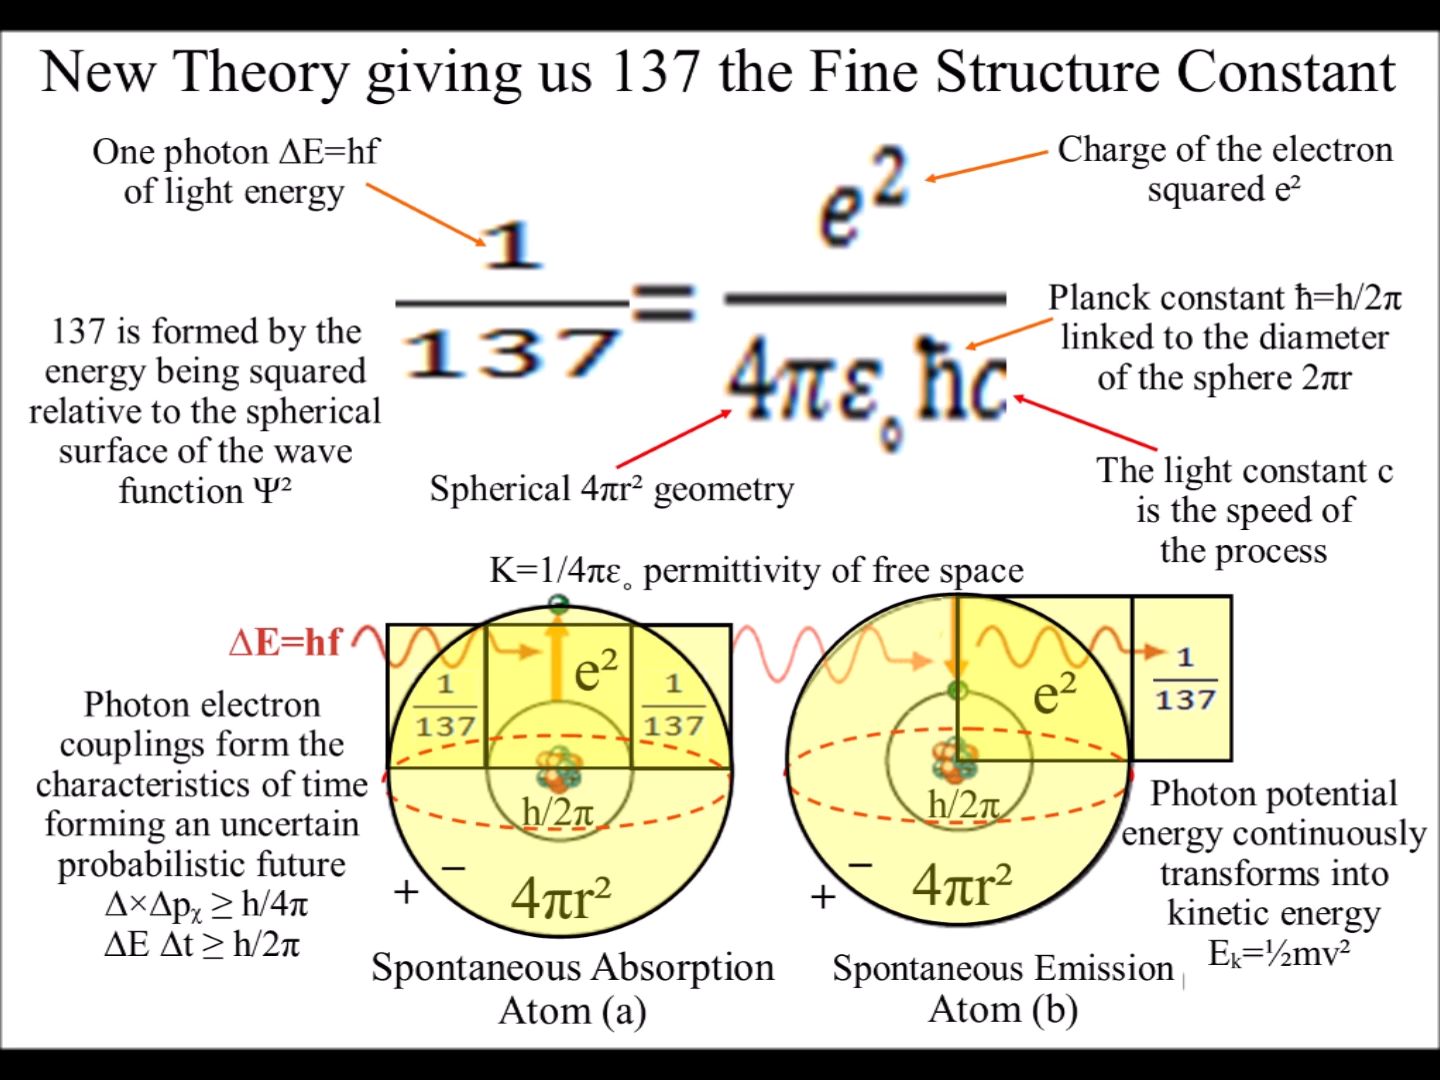 New Theory giving us 137 the Fine Structure Constant
One photon ΔE=hf
of light energy
1
137
=
e²
4πε₀ħc
Charge of the electron
squared e²
Planck constant ħ=h/2π
linked to the diameter
of the sphere 2πr
137 is formed by the
energy being squared
relative to the spherical
surface of the wave
function Ψ²
Spherical 4πr² geometry
The light constant c
is the speed of
the process
K=1/4πε₀ permittivity of free space
ΔE=hf
1
137
e²
1
137
h/2π
+ −
4πr²
e²
1
137
h/2π
+ −
4πr²
Photon electron
couplings form the
characteristics of time
forming an uncertain
probabilistic future
Δ×Δpᵪ ≥ h/4π
ΔE Δt ≥ h/2π
Photon potential
energy continuously
transforms into
kinetic energy
Eₖ=½mv²
Spontaneous Absorption
Atom (a)
Spontaneous Emission
Atom (b)